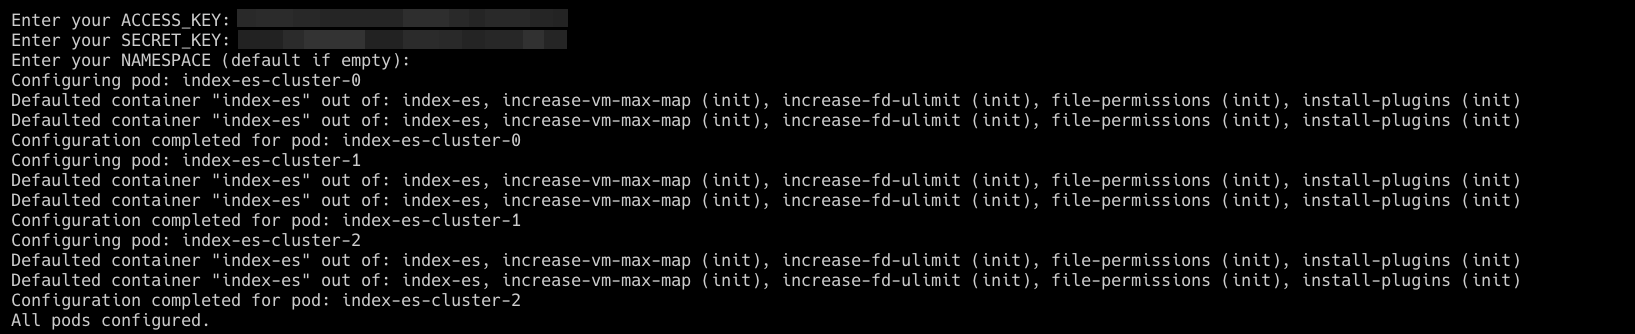 Enter your ACCESS_KEY:
Enter your SECRET_KEY:
Enter your NAMESPACE (default if empty):
Configuring pod: index-es-cluster-0
Defaulted container "index-es" out of: index-es, increase-vm-max-map (init), increase-fd-ulimit (init), file-permissions (init), install-plugins (init)
Defaulted container "index-es" out of: index-es, increase-vm-max-map (init), increase-fd-ulimit (init), file-permissions (init), install-plugins (init)
Configuration completed for pod: index-es-cluster-0
Configuring pod: index-es-cluster-1
Defaulted container "index-es" out of: index-es, increase-vm-max-map (init), increase-fd-ulimit (init), file-permissions (init), install-plugins (init)
Defaulted container "index-es" out of: index-es, increase-vm-max-map (init), increase-fd-ulimit (init), file-permissions (init), install-plugins (init)
Configuration completed for pod: index-es-cluster-1
Configuring pod: index-es-cluster-2
Defaulted container "index-es" out of: index-es, increase-vm-max-map (init), increase-fd-ulimit (init), file-permissions (init), install-plugins (init)
Defaulted container "index-es" out of: index-es, increase-vm-max-map (init), increase-fd-ulimit (init), file-permissions (init), install-plugins (init)
Configuration completed for pod: index-es-cluster-2
All pods configured.